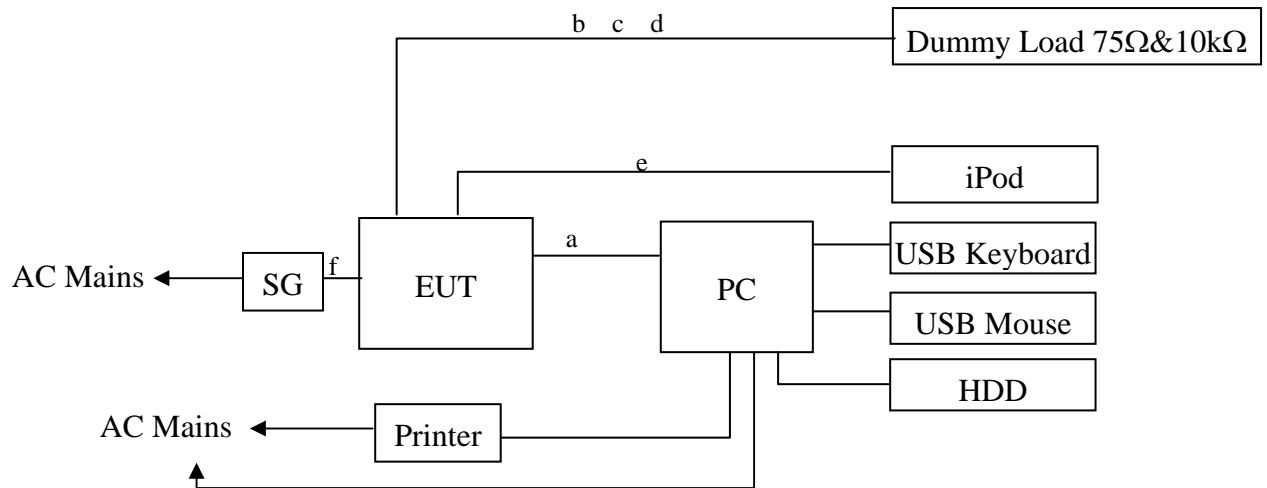 b c d
Dummy Load 75Ω&10kΩ
e
iPod
a
USB Keyboard
AC Mains
SG
f
EUT
PC
USB Mouse
HDD
AC Mains
Printer